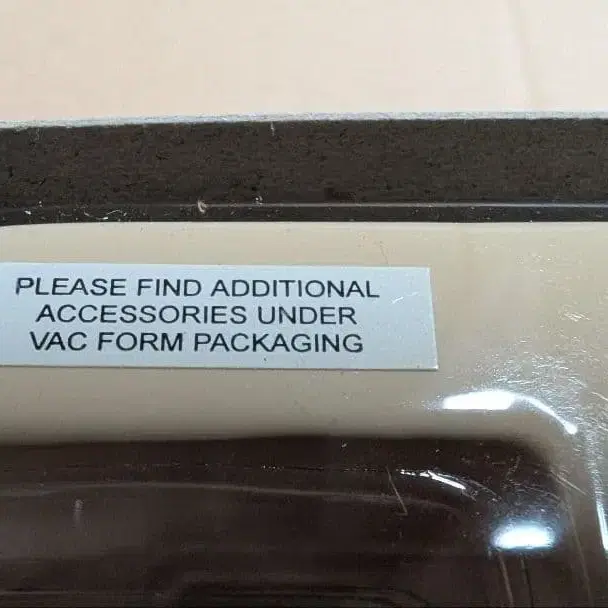 PLEASE FIND ADDITIONAL
ACCESSORIES UNDER
VAC FORM PACKAGING